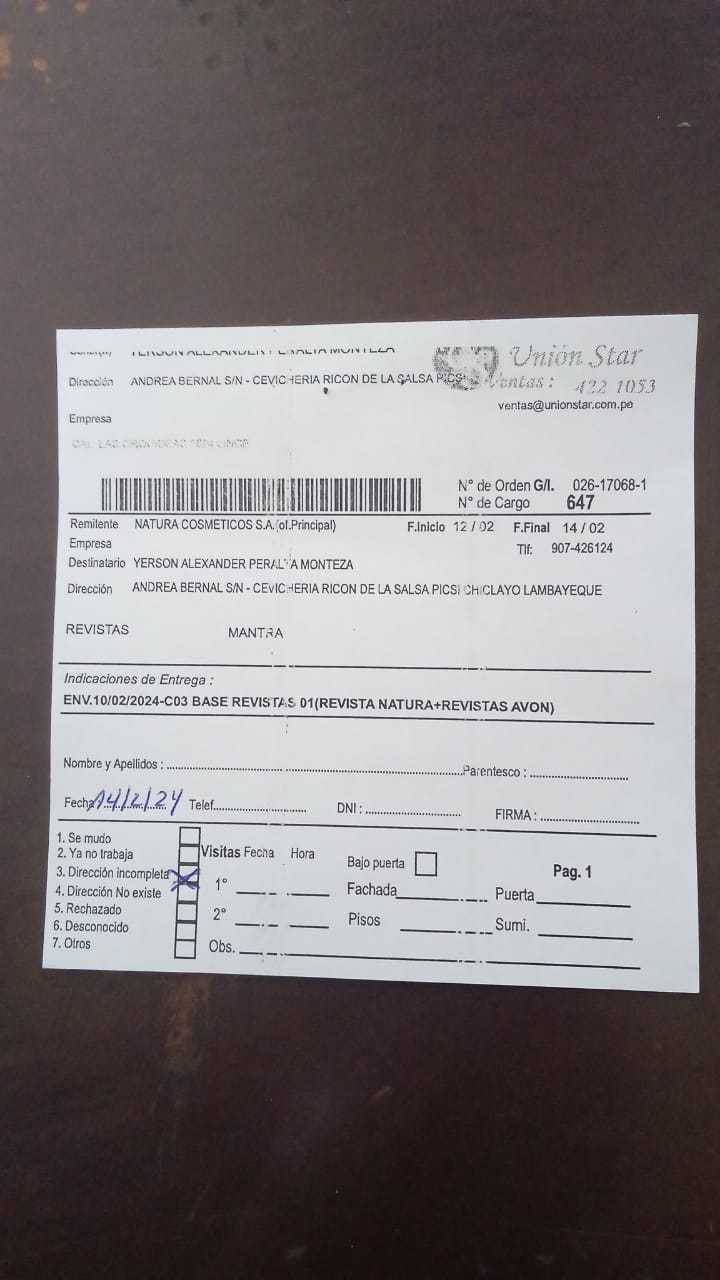 YERSON ALEXANDER PERALTA MONTEZA
Unión Star
Dirección ANDREA BERNAL S/N - CEVICHERIA RICON DE LA SALSA PICSI
Ventas : 422 1053
ventas@unionstar.com.pe
Empresa
N° de Orden G/I. 026-17068-1
N° de Cargo 647
Remitente NATURA COSMETICOS S.A.(of.Principal) F.Inicio 12 / 02 F.Final 14 / 02
Empresa Tlf: 907-426124
Destinatario YERSON ALEXANDER PERALTA MONTEZA
Dirección ANDREA BERNAL S/N - CEVICHERIA RICON DE LA SALSA PICSI CHICLAYO LAMBAYEQUE
REVISTAS MANTRA
Indicaciones de Entrega :
ENV.10/02/2024-C03 BASE REVISTAS 01(REVISTA NATURA+REVISTAS AVON)
Nombre y Apellidos : Parentesco :
Fecha 14/2/24 Telef. DNI : FIRMA :
1. Se mudo
2. Ya no trabaja
3. Dirección incompleta
4. Dirección No existe
5. Rechazado
6. Desconocido
7. Otros
Visitas Fecha Hora
1°
2°
Obs.
Bajo puerta
Fachada
Pisos
Pag. 1
Puerta
Sumi.